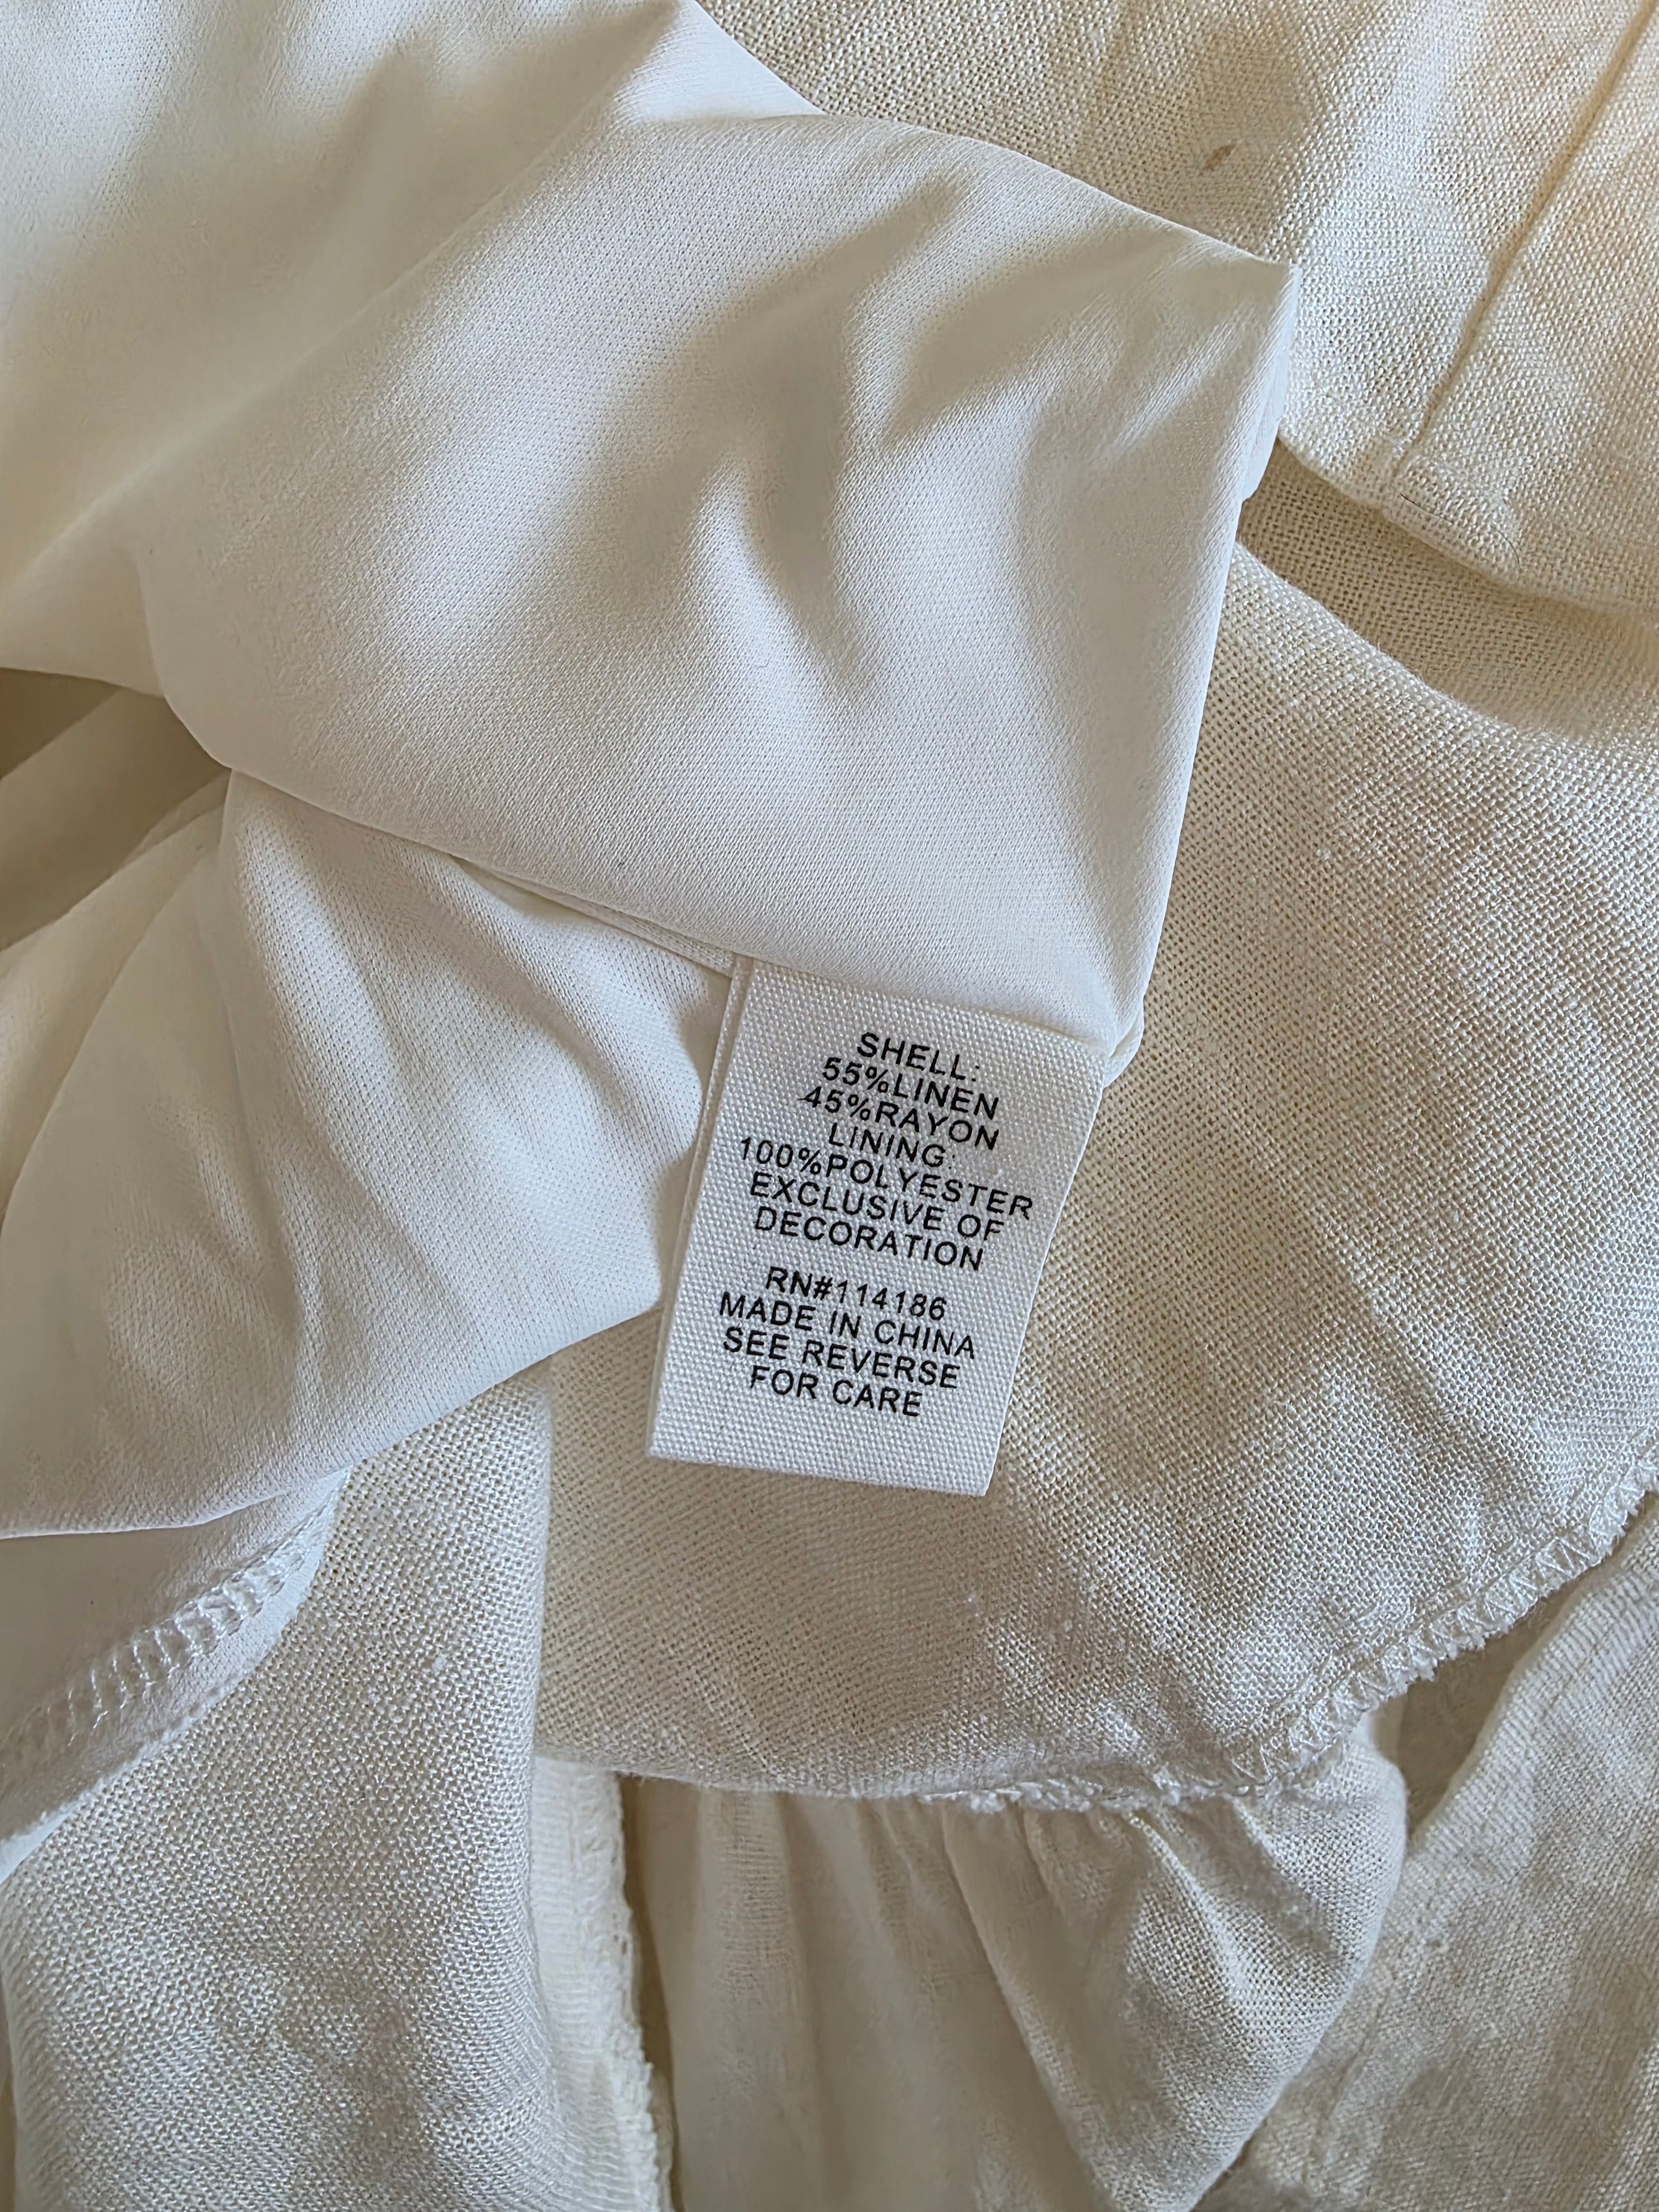 SHELL:
55%LINEN
45%RAYON
LINING:
100%POLYESTER
EXCLUSIVE OF
DECORATION
RN#114186
MADE IN CHINA
SEE REVERSE
FOR CARE